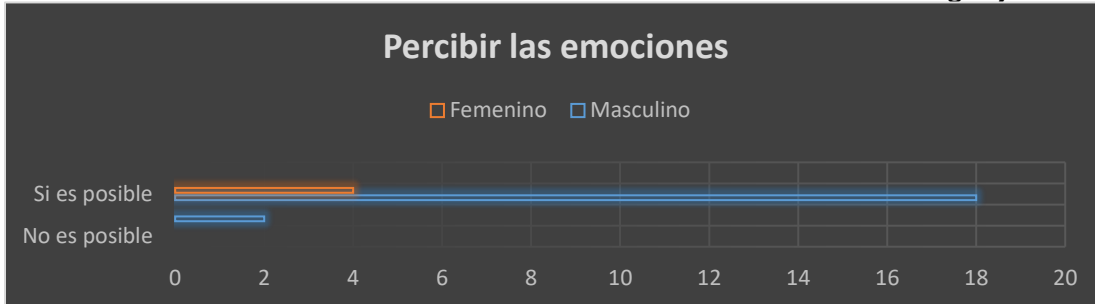 Percibir las emociones
Femenino Masculino
Si es posible
No es posible
0 2 4 6 8 10 12 14 16 18 20